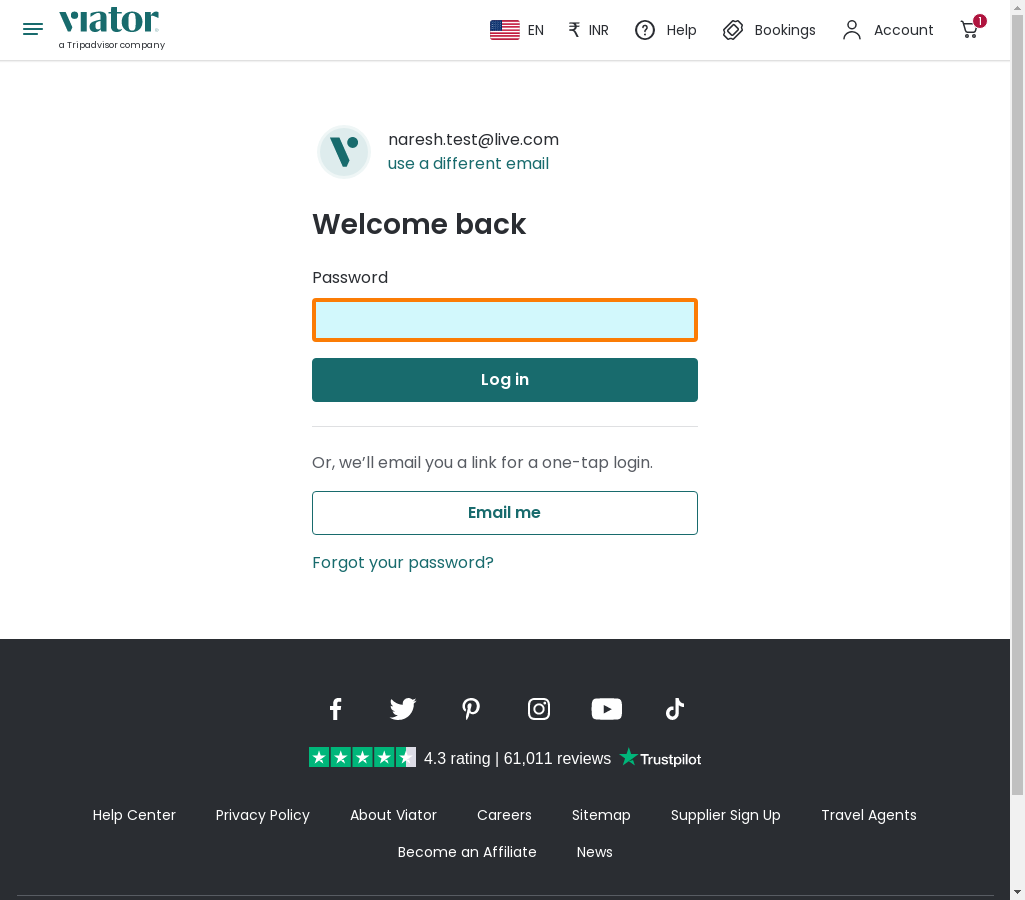 viator
a Tripadvisor company
EN
₹ INR
Help
Bookings
Account
1
naresh.test@live.com
use a different email
Welcome back
Password
Log in
Or, we’ll email you a link for a one-tap login.
Email me
Forgot your password?
4.3 rating | 61,011 reviews
Trustpilot
Help Center
Privacy Policy
About Viator
Careers
Sitemap
Supplier Sign Up
Travel Agents
Become an Affiliate
News